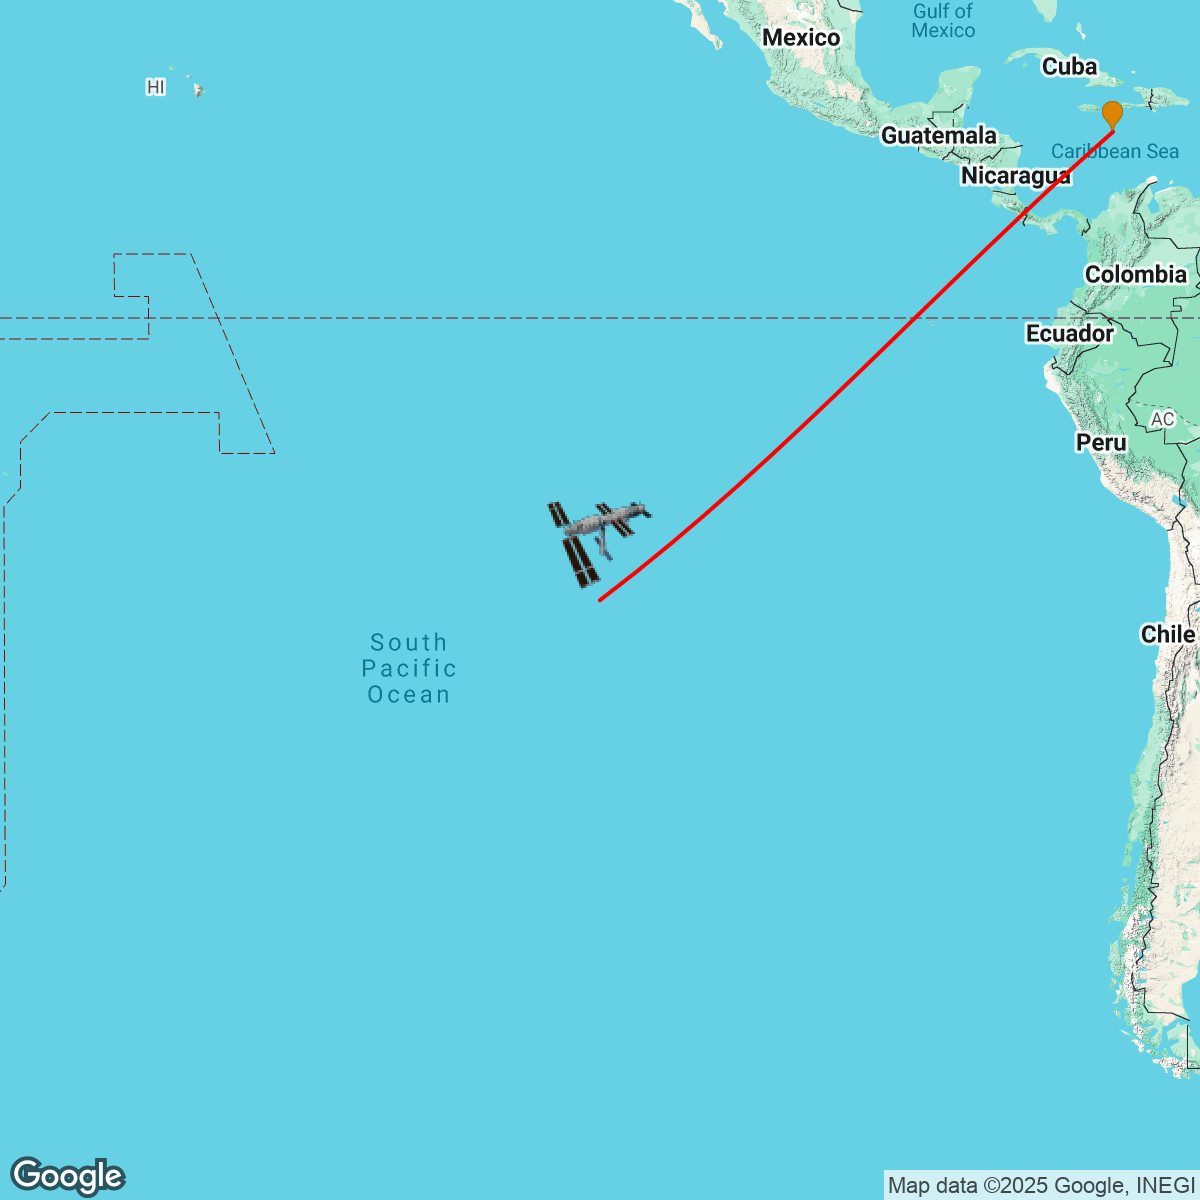 Gulf of
Mexico
Mexico
Cuba
HI
Guatemala
Caribbean Sea
Nicaragua
Colombia
Ecuador
AC
Peru
South
Pacific
Ocean
Chile
Google
Map data ©2025 Google, INEGI